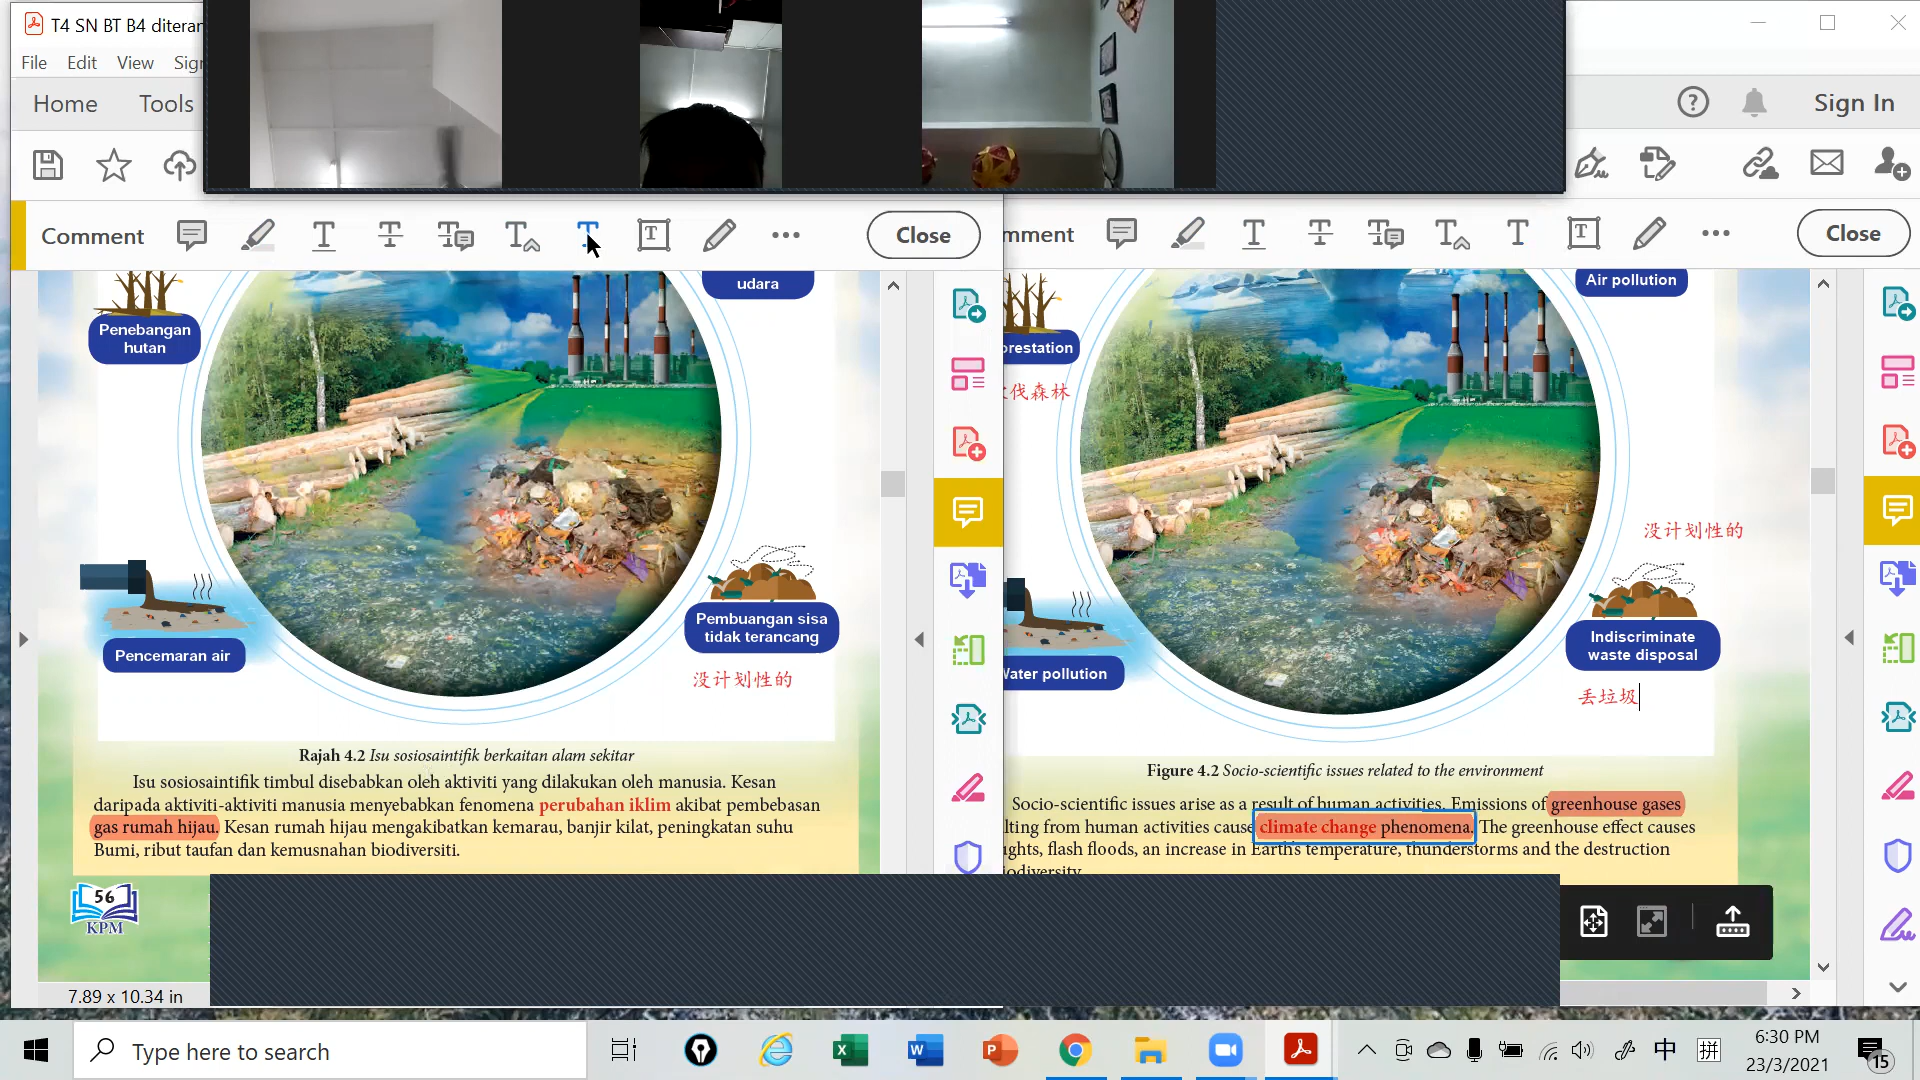 T4 SN BT B4
File Edit View
Home Tools
Sign In
Comment
Close
Close
udara
Penebangan
hutan
Pembuangan sisa
tidak terancang
没计划性的
Pencemaran air
Rajah 4.2 Isu sosiosaintifik berkaitan alam sekitar
Isu sosiosaintifik timbul disebabkan oleh aktiviti yang dilakukan oleh manusia. Kesan
daripada aktiviti-aktiviti manusia menyebabkan fenomena perubahan iklim akibat pembebasan
gas rumah hijau. Kesan rumah hijau mengakibatkan kemarau, banjir kilat, peningkatan suhu
Bumi, ribut taufan dan kemusnahan biodiversiti.
56
KPM
7.89 x 10.34 in
Air pollution
伐森林
没计划性的
Indiscriminate
waste disposal
丢垃圾
Water pollution
Figure 4.2 Socio-scientific issues related to the environment
Socio-scientific issues arise as a result of human activities. Emissions of greenhouse gases
from human activities cause climate change phenomena. The greenhouse effect causes
flash floods, an increase in Earth's temperature, thunderstorms and the destruction
Type here to search
中
拼
6:30 PM
23/3/2021
15